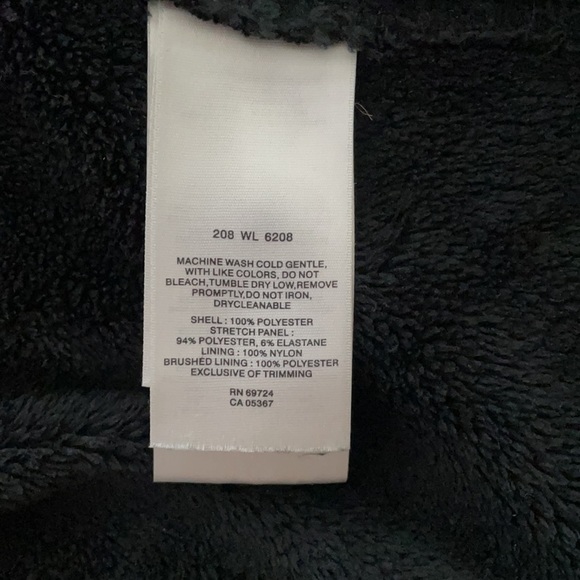 208 WL 6208
MACHINE WASH COLD GENTLE,
WITH LIKE COLORS, DO NOT
BLEACH,TUMBLE DRY LOW,REMOVE
PROMPTLY,DO NOT IRON,
DRYCLEANABLE
SHELL : 100% POLYESTER
STRETCH PANEL :
94% POLYESTER, 6% ELASTANE
LINING : 100% NYLON
BRUSHED LINING : 100% POLYESTER
EXCLUSIVE OF TRIMMING
RN 69724
CA 05367